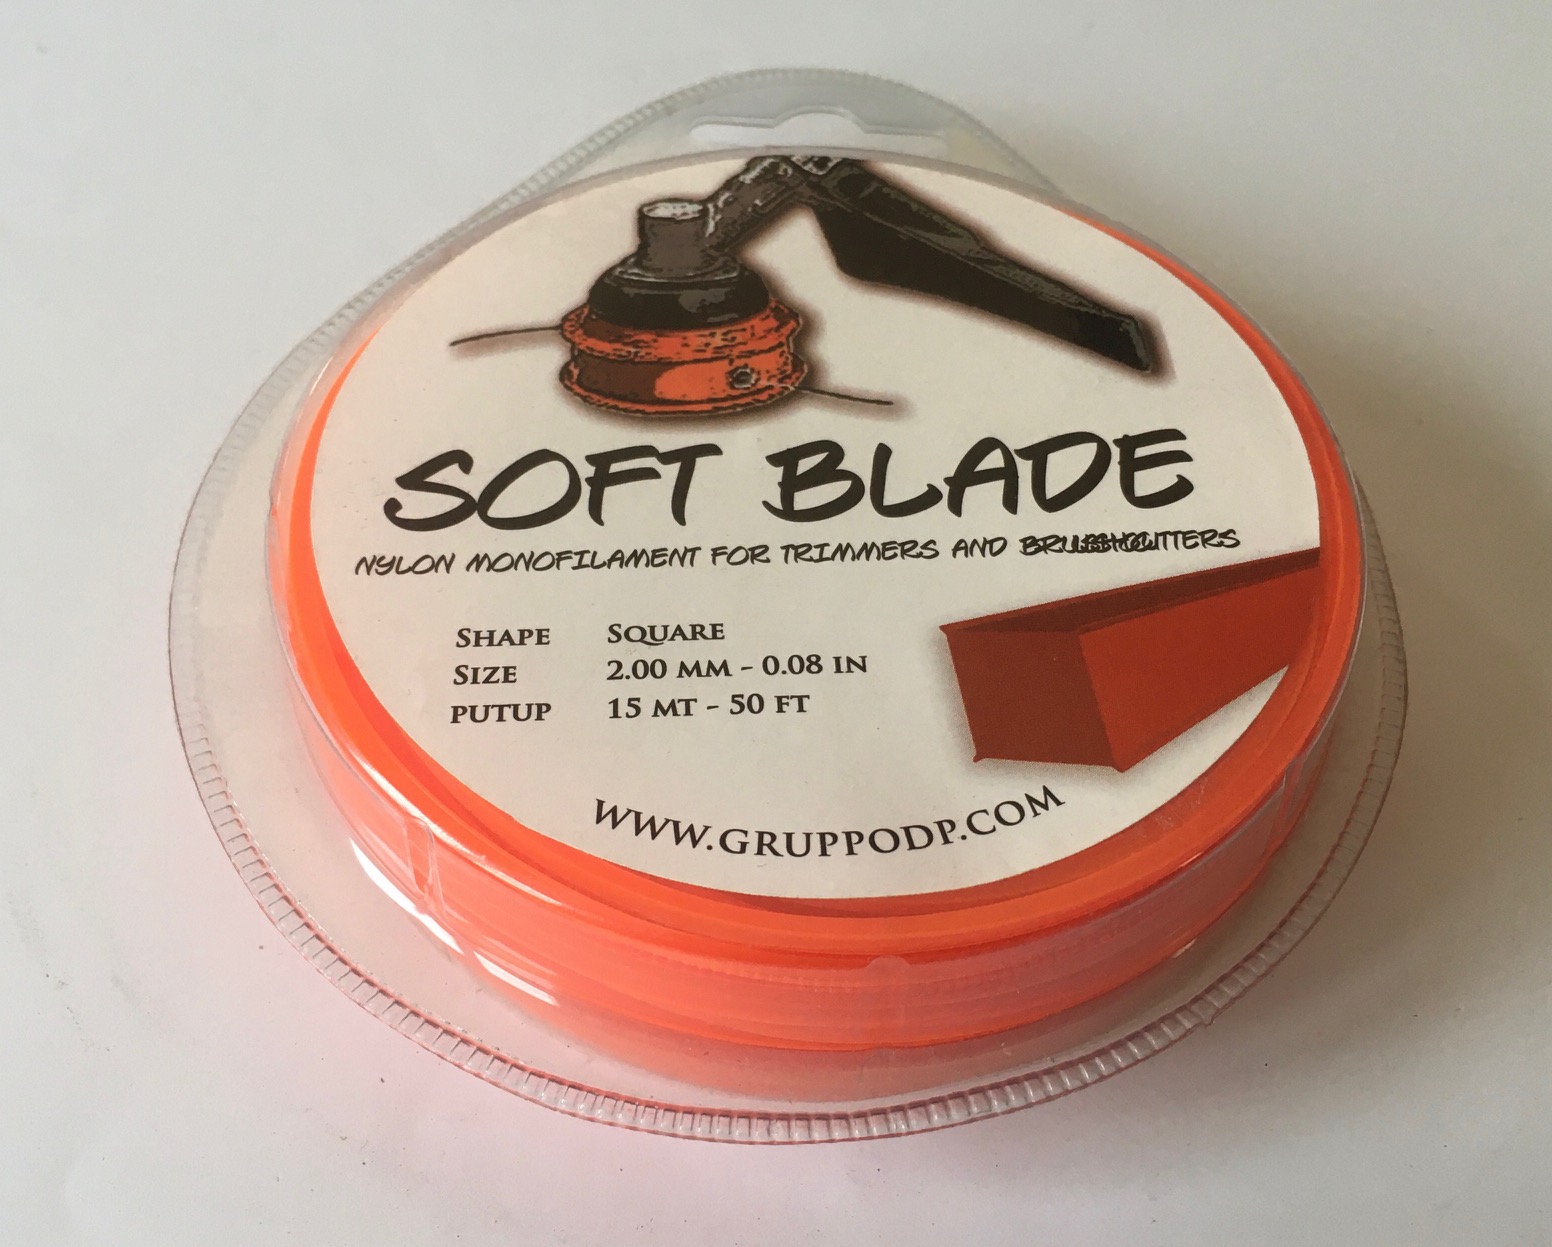 SOFT BLADE
NYLON MONOFILAMENT FOR TRIMMERS AND
SHAPE SQUARE
SIZE 2.00 MM - 0.08 IN
PUTUP 15 MT - 50 FT
WWW.GRUPPODP.COM